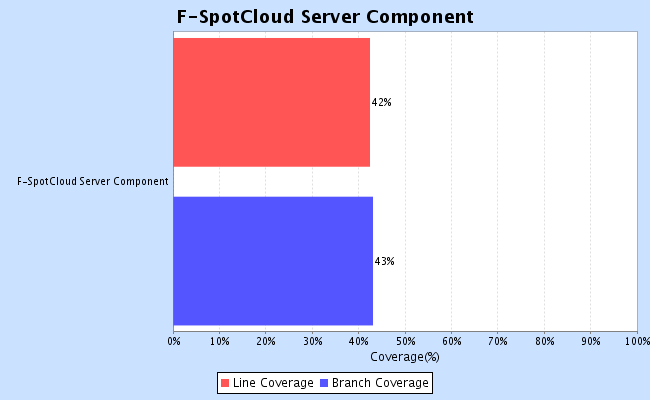 F-SpotCloud Server Component
42%
F-SpotCloud Server Component
43%
0% 10% 20% 30% 40% 50% 60% 70% 80% 90% 100%
Coverage(%)
Line Coverage Branch Coverage